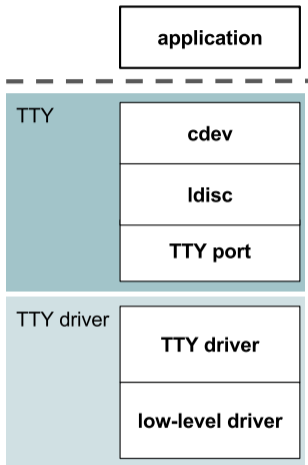 application
TTY
cdev
ldisc
TTY port
TTY driver
TTY driver
low-level driver